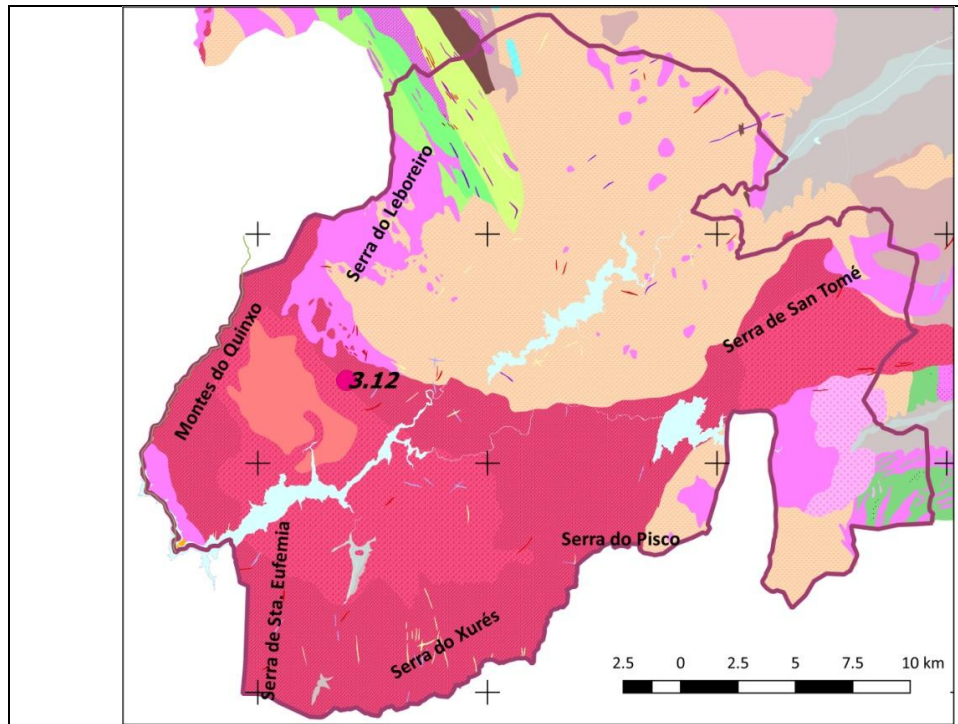 Serra do Leboreiro
Serra de San Tomé
Montes do Quinxo
3.12
Serra do Pisco
Serra de Sta. Eufemia
Serra do Xurés
2.5 0 2.5 5 7.5 10 km